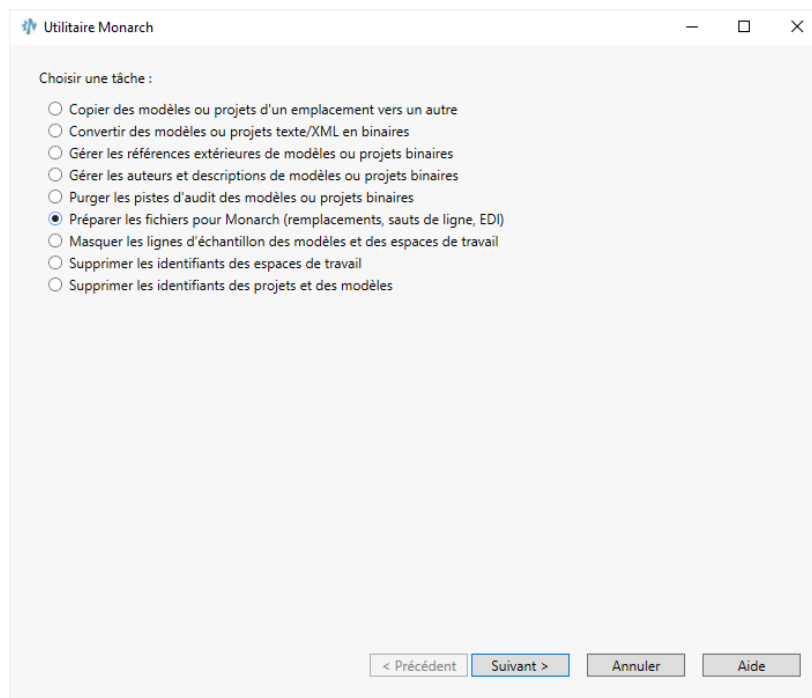 Utilitaire Monarch
Choisir une tâche :
Copier des modèles ou projets d'un emplacement vers un autre
Convertir des modèles ou projets texte/XML en binaires
Gérer les références extérieures de modèles ou projets binaires
Gérer les auteurs et descriptions de modèles ou projets binaires
Purger les pistes d'audit des modèles ou projets binaires
Préparer les fichiers pour Monarch (remplacements, sauts de ligne, EDI)
Masquer les lignes d’échantillon des modèles et des espaces de travail
Supprimer les identifiants des espaces de travail
Supprimer les identifiants des projets et des modèles
< Précédent Suivant > Annuler Aide